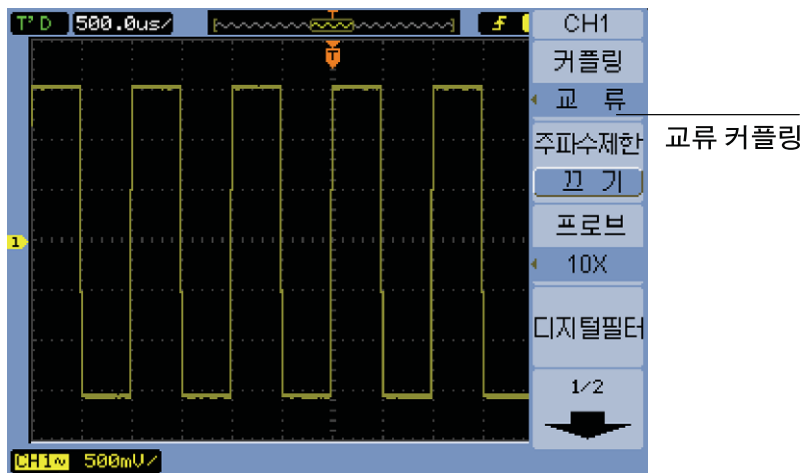 T'D 500.0us/ T
CH1
커플링
교 류
교류 커플링
주파수제한
끄 기
프로브
10X
디지털필터
1/2
T
1
CH1~ 500mV/